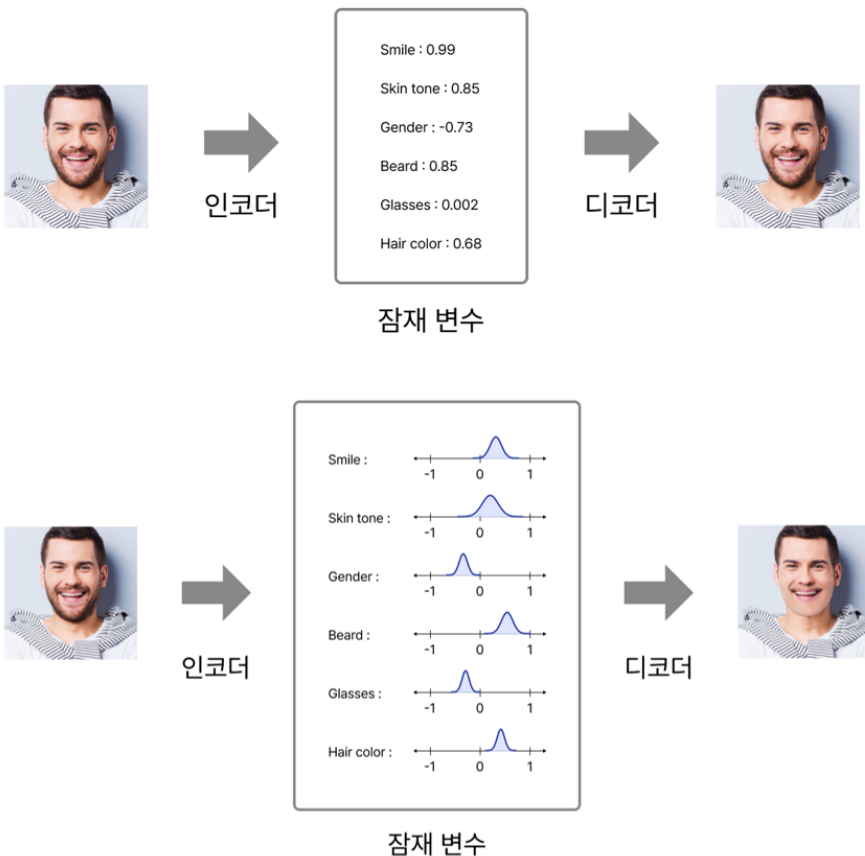 Smile : 0.99
Skin tone : 0.85
Gender : -0.73
Beard : 0.85
Glasses : 0.002
Hair color : 0.68
인코더
디코더
잠재 변수
Smile :
-1 0 1
Skin tone :
-1 0 1
Gender :
-1 0 1
Beard :
-1 0 1
Glasses :
-1 0 1
Hair color :
-1 0 1
인코더
디코더
잠재 변수